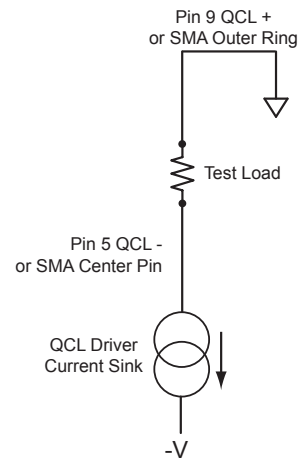 Pin 9 QCL +
or SMA Outer Ring
Test Load
Pin 5 QCL -
or SMA Center Pin
QCL Driver
Current Sink
-V